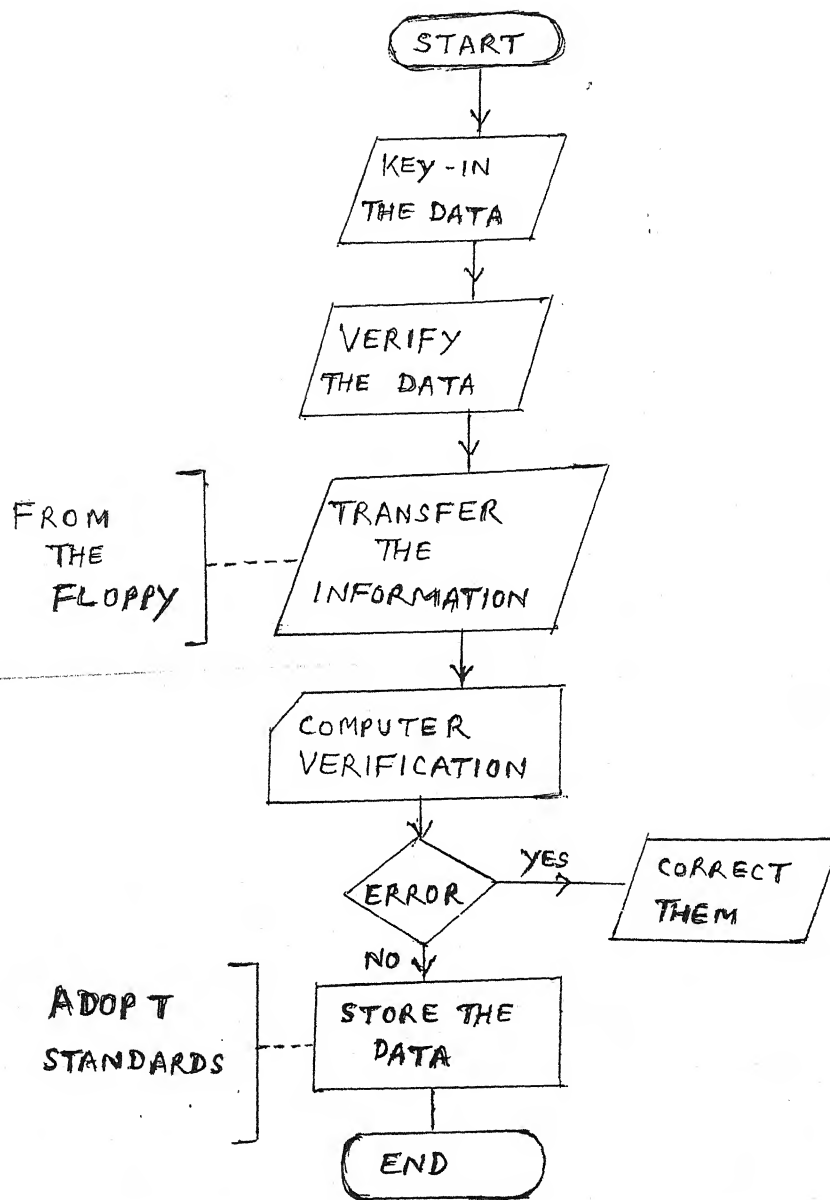 START
KEY-IN
THE DATA
VERIFY
THE DATA
FROM
THE
FLOPPY
TRANSFER
THE
INFORMATION
COMPUTER
VERIFICATION
ERROR
YES
CORRECT
THEM
NO
ADOPT
STANDARDS
STORE THE
DATA
END